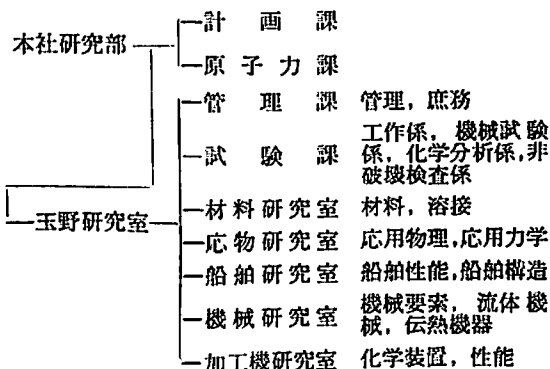 本社研究部
計画課
原子力課
玉野研究室
管理課 管理，庶務
試験課 工作係，機械試験
係，化学分析係，非
破壊検査係
材料研究室 材料，溶接
応物研究室 応用物理，応用力学
船舶研究室 船舶性能，船舶構造
機械研究室 機械要素，流体機
械，伝熱機器
加工機研究室 化学装置，性能